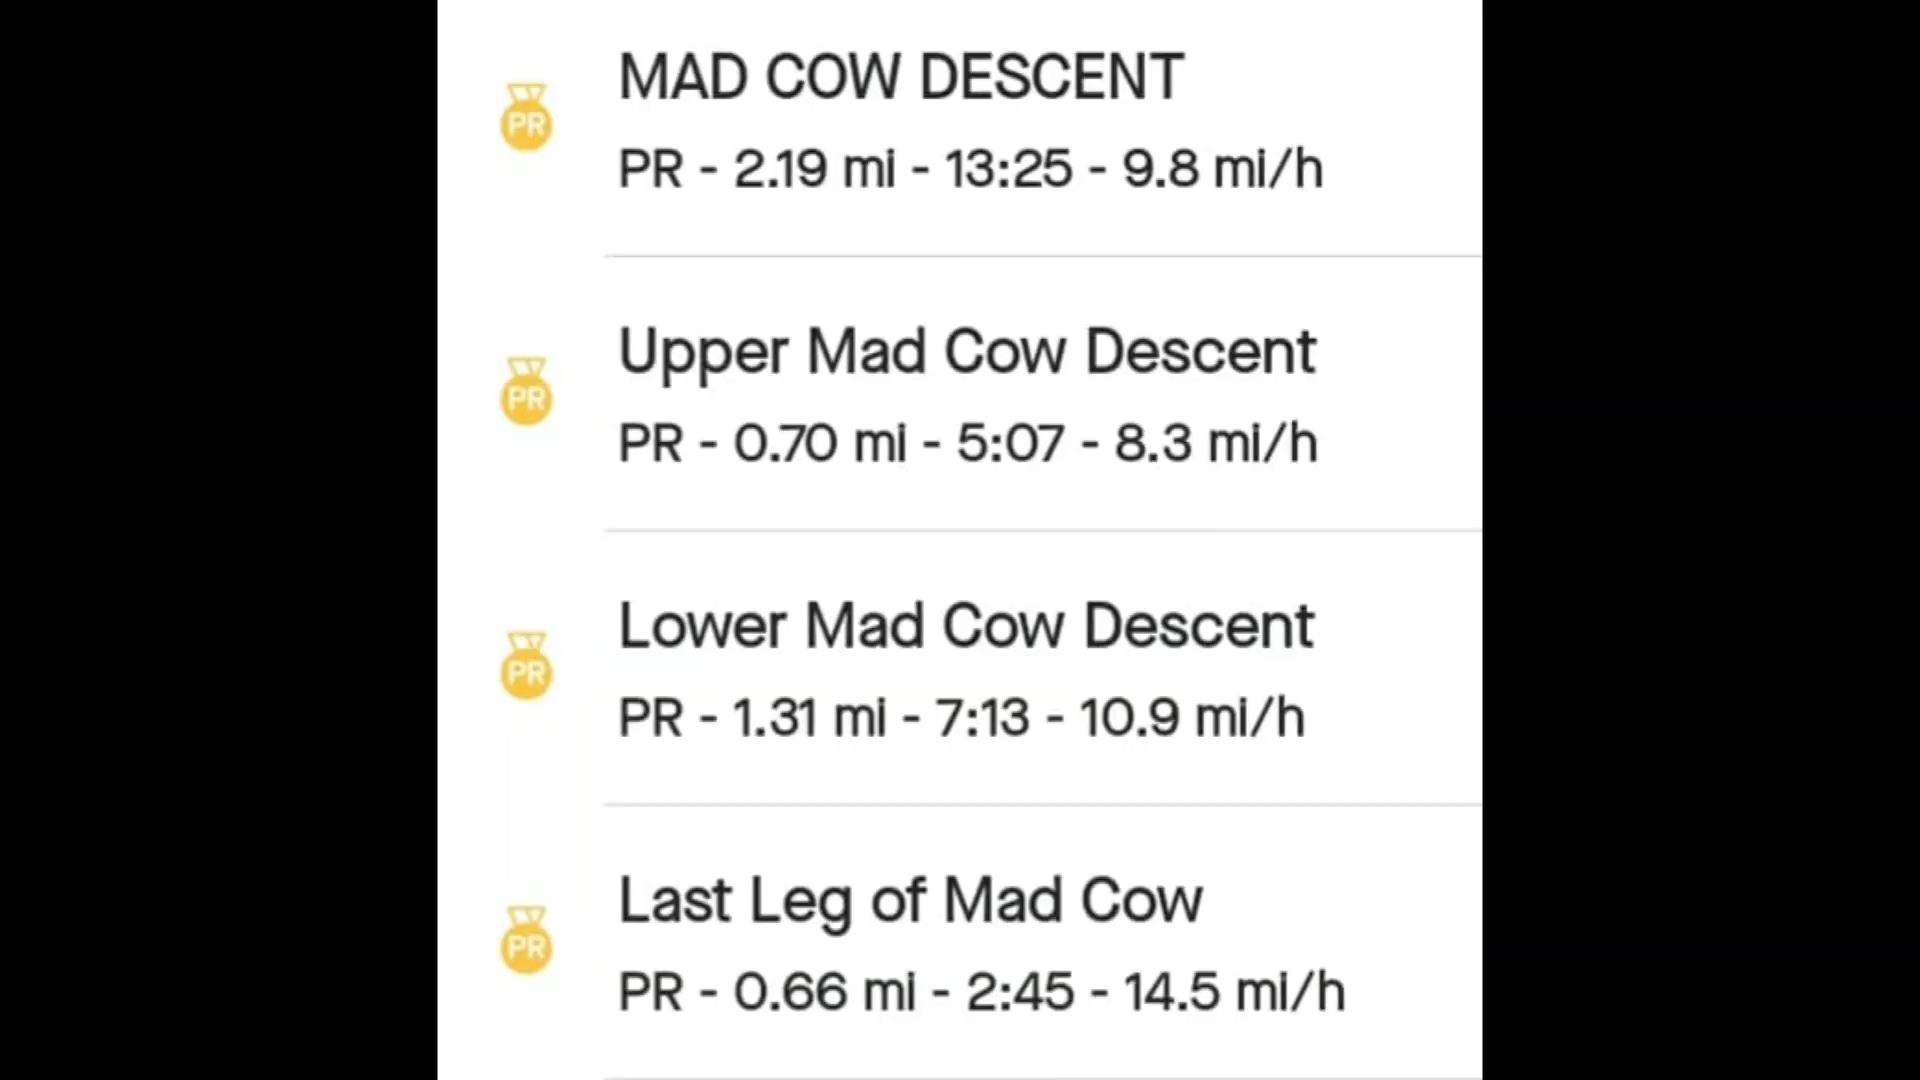 MAD COW DESCENT
PR
PR - 2.19 mi - 13:25 - 9.8 mi/h
Upper Mad Cow Descent
PR
PR - 0.70 mi - 5:07 - 8.3 mi/h
Lower Mad Cow Descent
PR
PR - 1.31 mi - 7:13 - 10.9 mi/h
Last Leg of Mad Cow
PR
PR - 0.66 mi - 2:45 - 14.5 mi/h